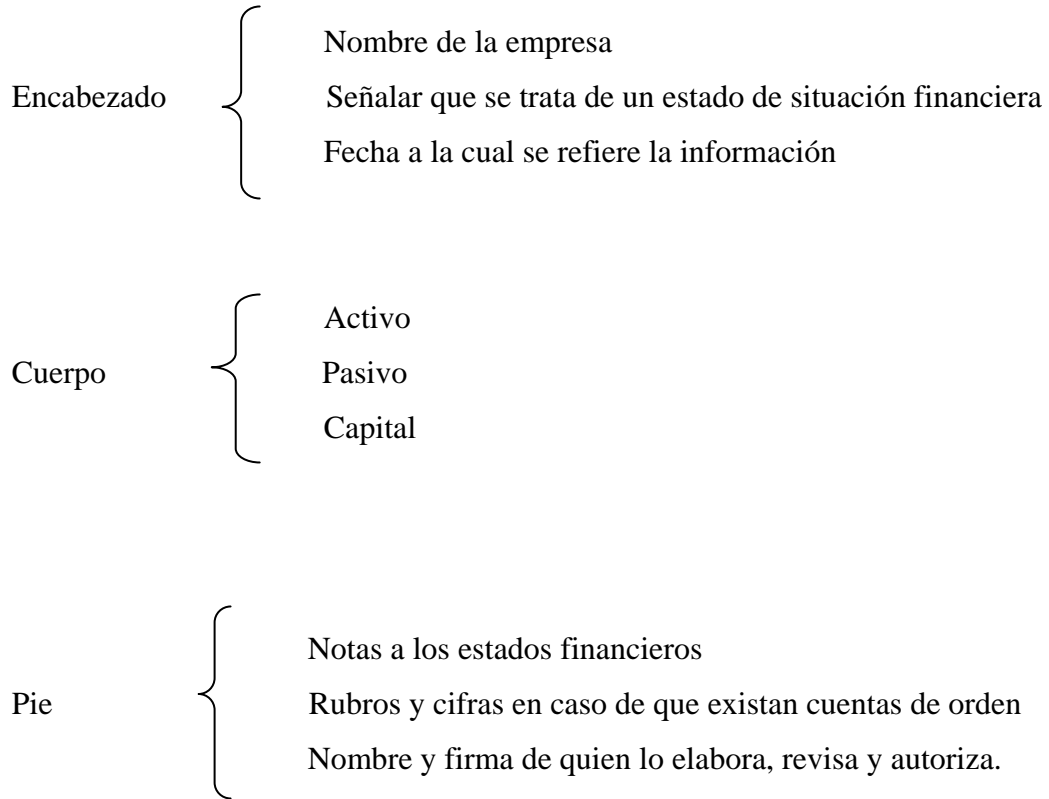 Nombre de la empresa
Encabezado Señalar que se trata de un estado de situación financiera
Fecha a la cual se refiere la información
Activo
Cuerpo Pasivo
Capital
Notas a los estados financieros
Pie Rubros y cifras en caso de que existan cuentas de orden
Nombre y firma de quien lo elabora, revisa y autoriza.